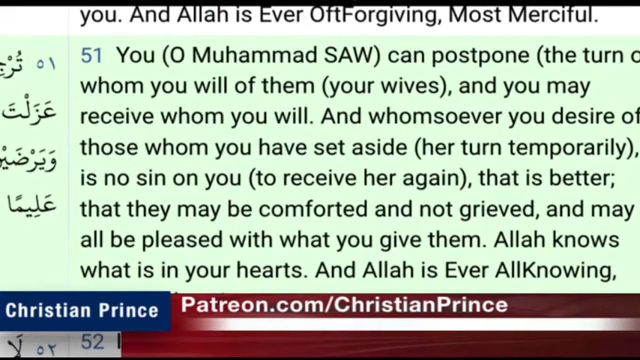 you. And Allah is Ever OftForgiving, Most Merciful.
٥١ تُرْجِ
51 You (O Muhammad SAW) can postpone (the turn o
whom you will of them (your wives), and you may
عَزَلْتَ
receive whom you will. And whomsoever you desire of
وَيَرْضَيْ
those whom you have set aside (her turn temporarily),
is no sin on you (to receive her again), that is better;
عَلِيمًا
that they may be comforted and not grieved, and may
all be pleased with what you give them. Allah knows
what is in your hearts. And Allah is Ever AllKnowing,
Christian Prince
Patreon.com/ChristianPrince
٥٢ لَا
52